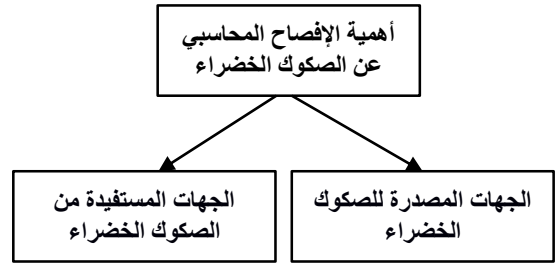 أهمية الإفصاح المحاسبي
عن الصكوك الخضراء
الجهات المصدرة للصكوك
الخضراء
الجهات المستفيدة من
الصكوك الخضراء